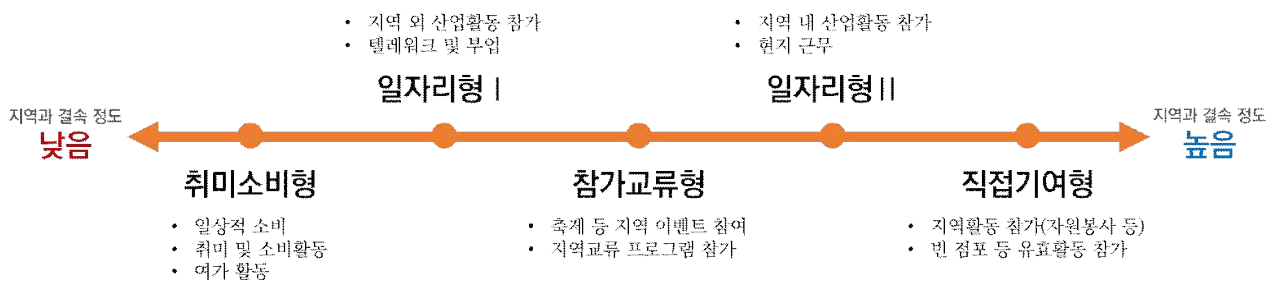 • 지역 외 산업활동 참가
• 텔레워크 및 부업
일자리형 Ⅰ
• 지역 내 산업활동 참가
• 현지 근무
일자리형 Ⅱ
지역과 결속 정도
낮음
지역과 결속 정도
높음
취미소비형
• 일상적 소비
• 취미 및 소비활동
• 여가 활동
참가교류형
• 축제 등 지역 이벤트 참여
• 지역교류 프로그램 참가
직접기여형
• 지역활동 참가(자원봉사 등)
• 빈 점포 등 유효활동 참가